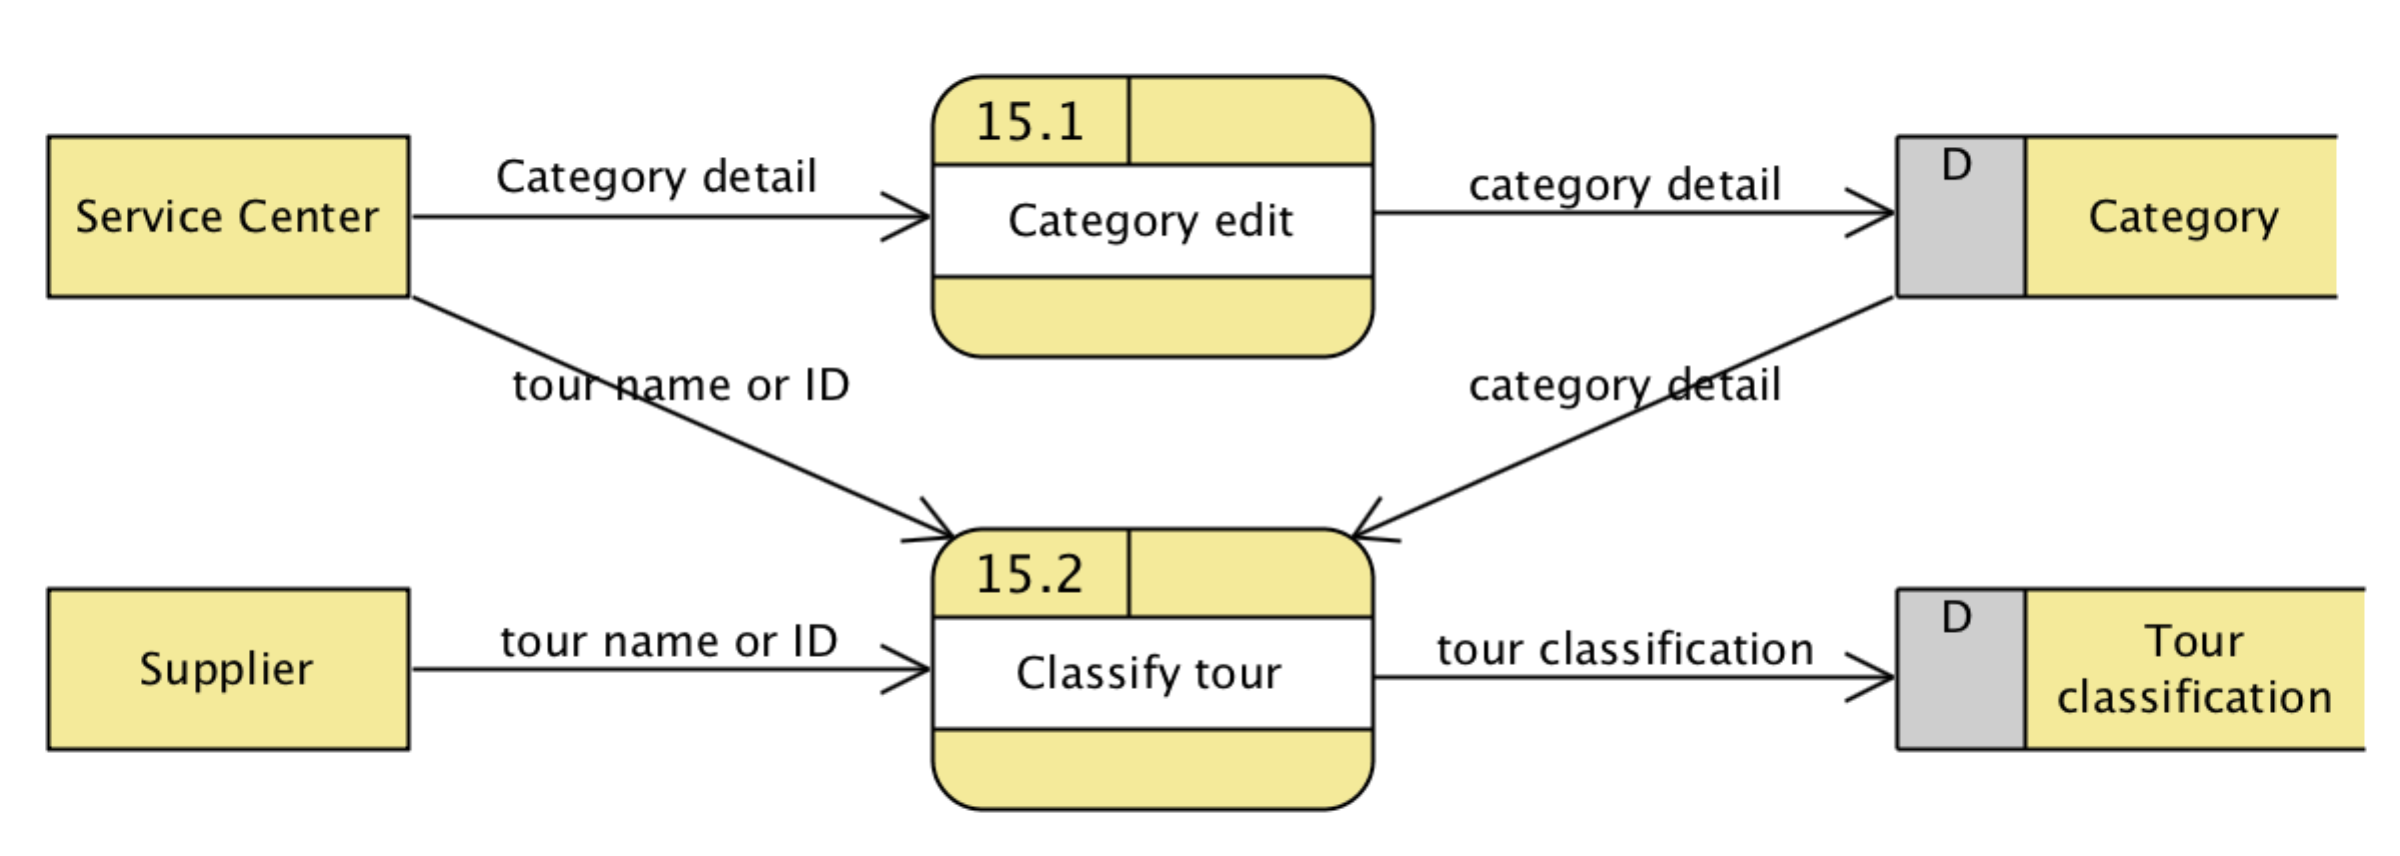 15.1
Service Center
Category detail
Category edit
category detail
D
Category
tour name or ID
category detail
15.2
Supplier
tour name or ID
Classify tour
tour classification
D
Tour
classification